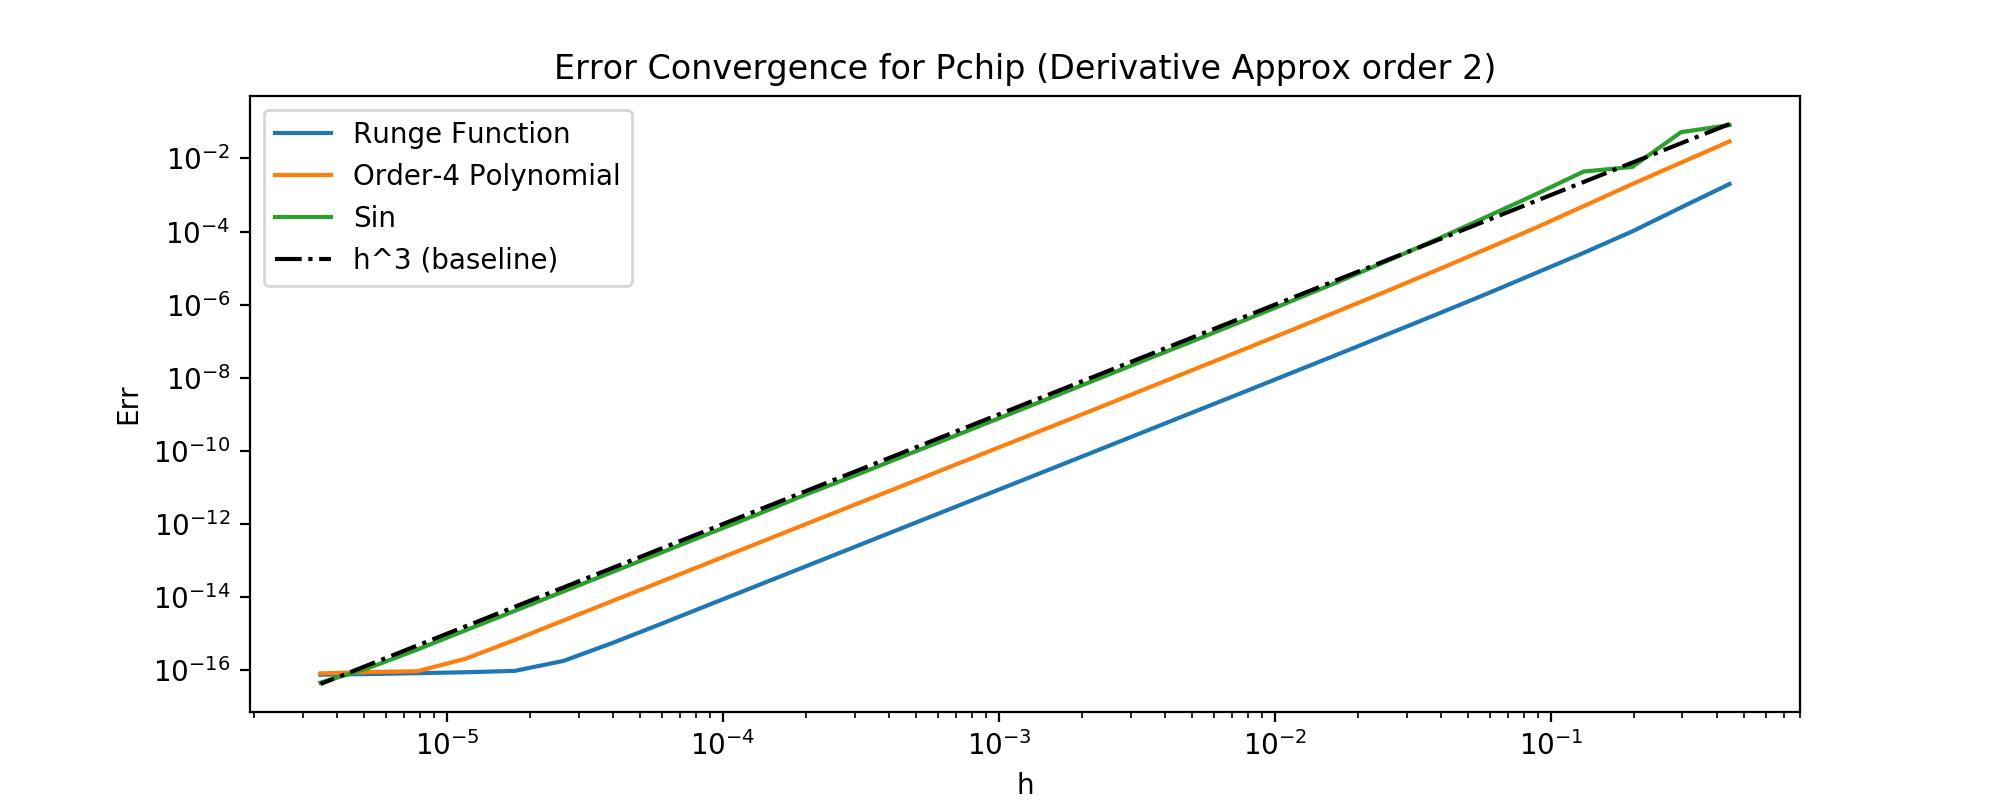 Error Convergence for Pchip (Derivative Approx order 2)
Runge Function
Order-4 Polynomial
Sin
h^3 (baseline)
Err
10⁻²
10⁻⁴
10⁻⁶
10⁻⁸
10⁻¹⁰
10⁻¹²
10⁻¹⁴
10⁻¹⁶
10⁻⁵ 10⁻⁴ 10⁻³ 10⁻² 10⁻¹
h